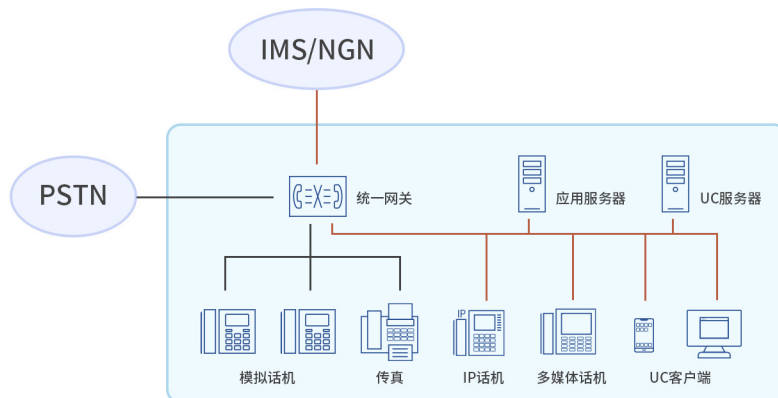 IMS/NGN
PSTN
统一网关
应用服务器
UC服务器
IP
模拟话机
传真
IP话机
多媒体话机
UC客户端